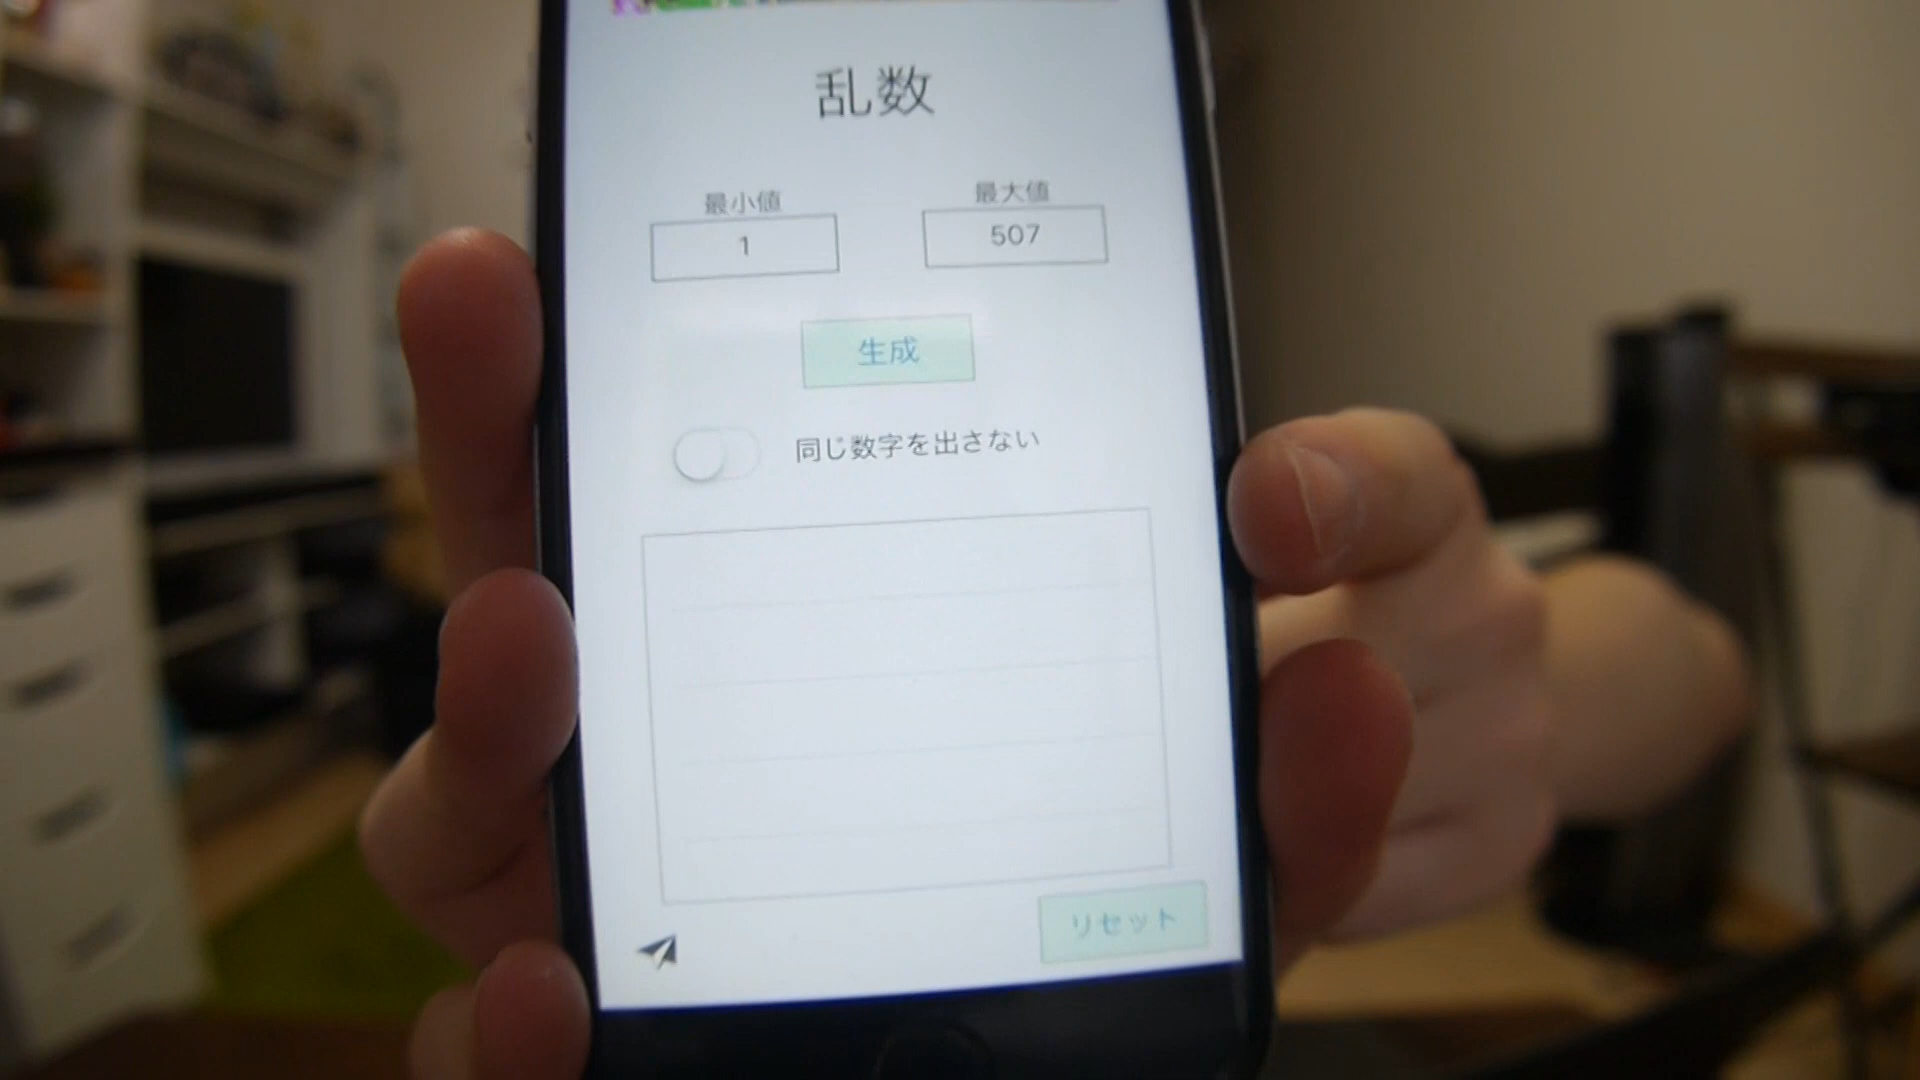 乱数
最小値
最大値
1
507
生成
同じ数字を出さない
リセット